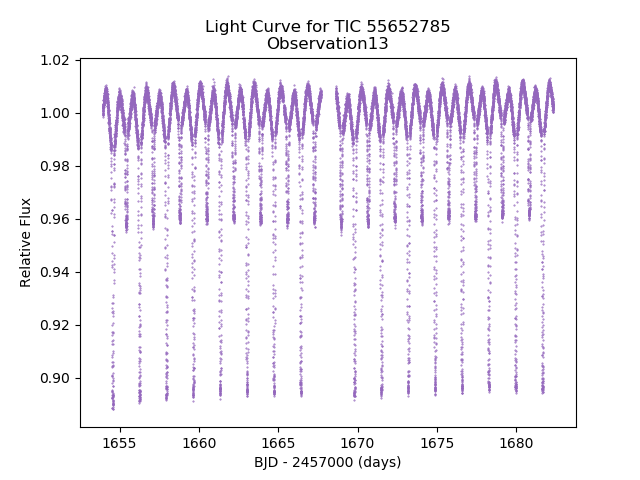 Light Curve for TIC 55652785
Observation13
1.02
1.00
0.98
0.96
0.94
0.92
0.90
Relative Flux
1655 1660 1665 1670 1675 1680
BJD - 2457000 (days)